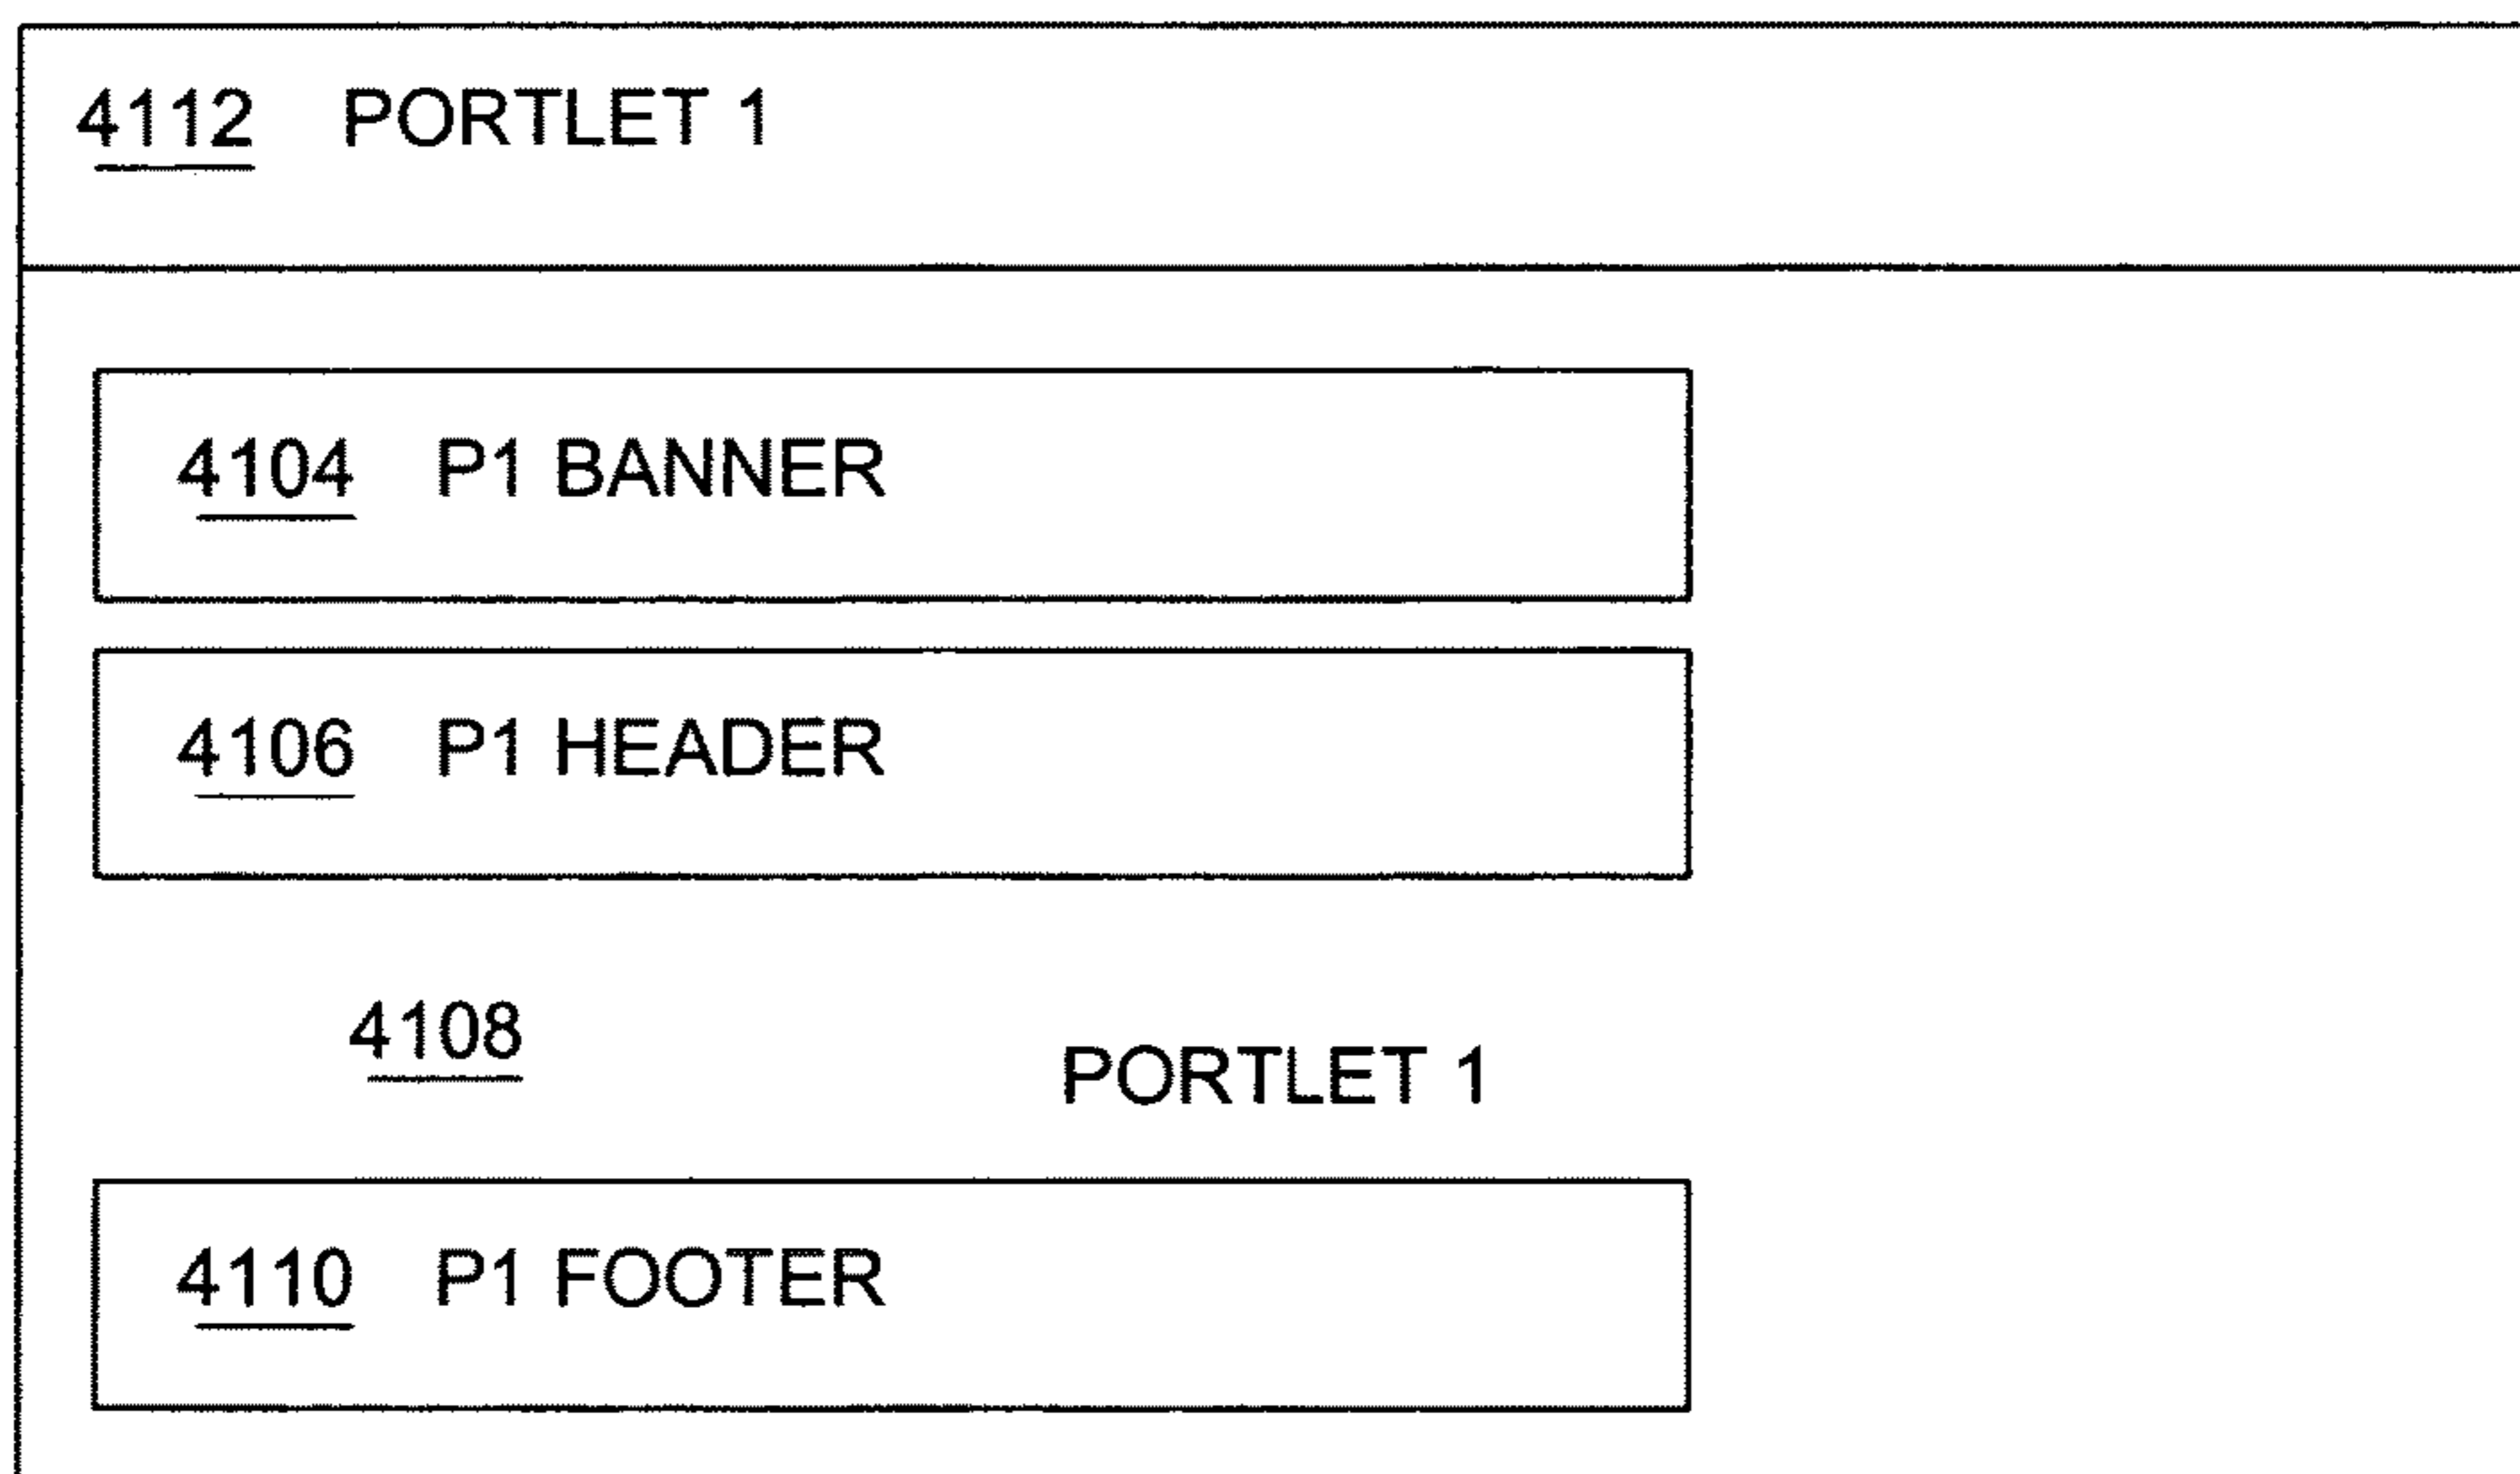 4112 PORTLET 1
4104 P1 BANNER
4106 P1 HEADER
4108
PORTLET 1
4110 P1 FOOTER